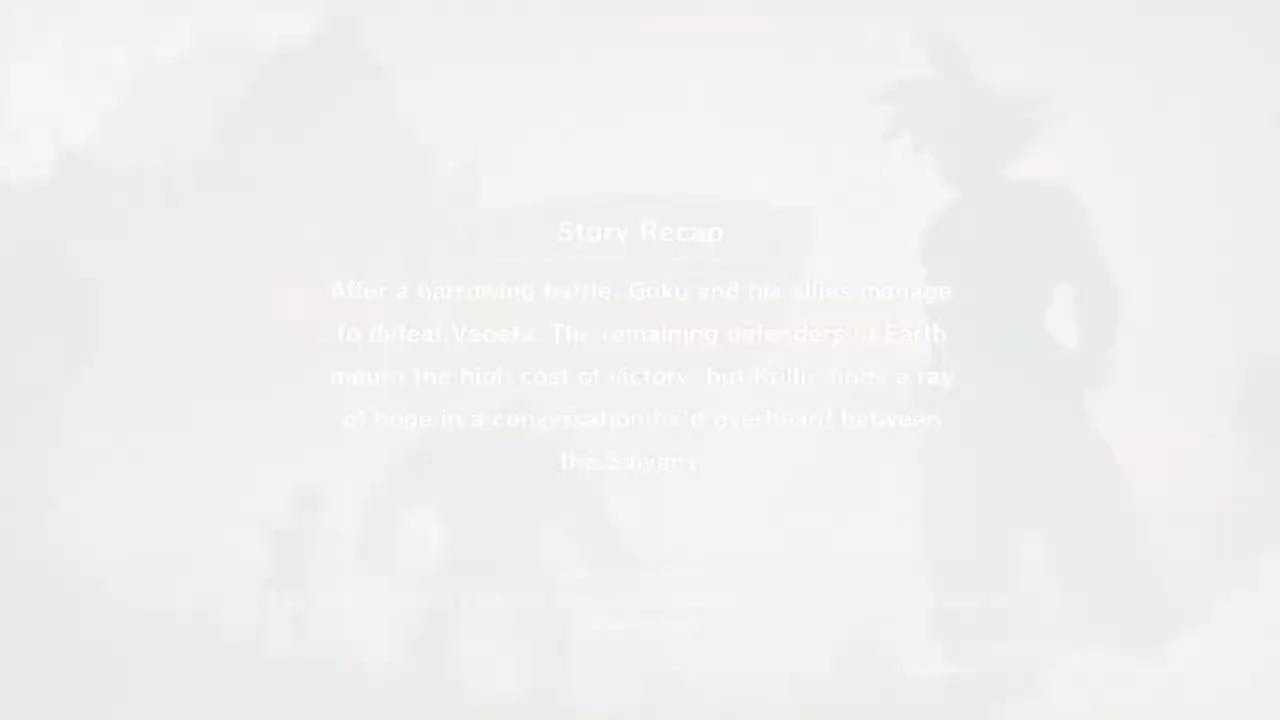 Story Recap
After a harrowing battle, Goku and his allies manage
to defeat Vegeta. The remaining defenders of Earth
mourn the high cost of victory, but Krillin finds a ray
of hope in a conversation he'd overheard between
the Saiyans.